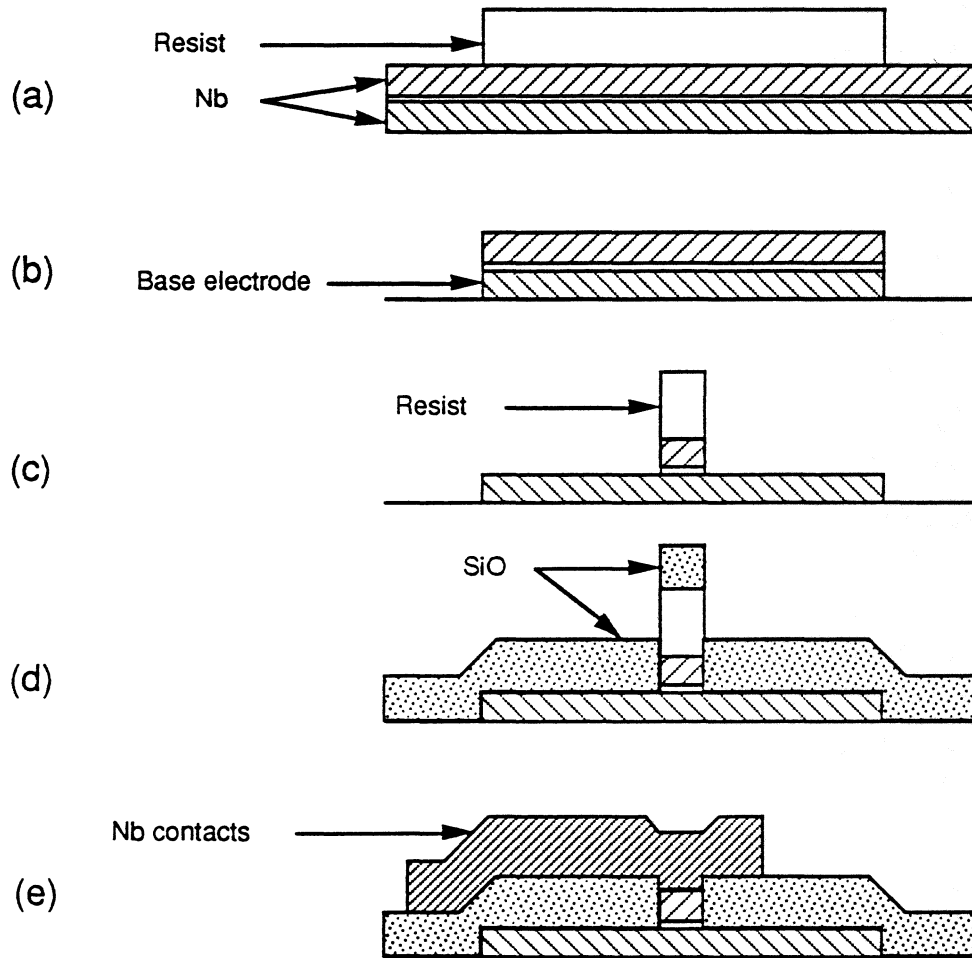 Resist
(a)
Nb
(b)
Base electrode
Resist
(c)
SiO
(d)
Nb contacts
(e)